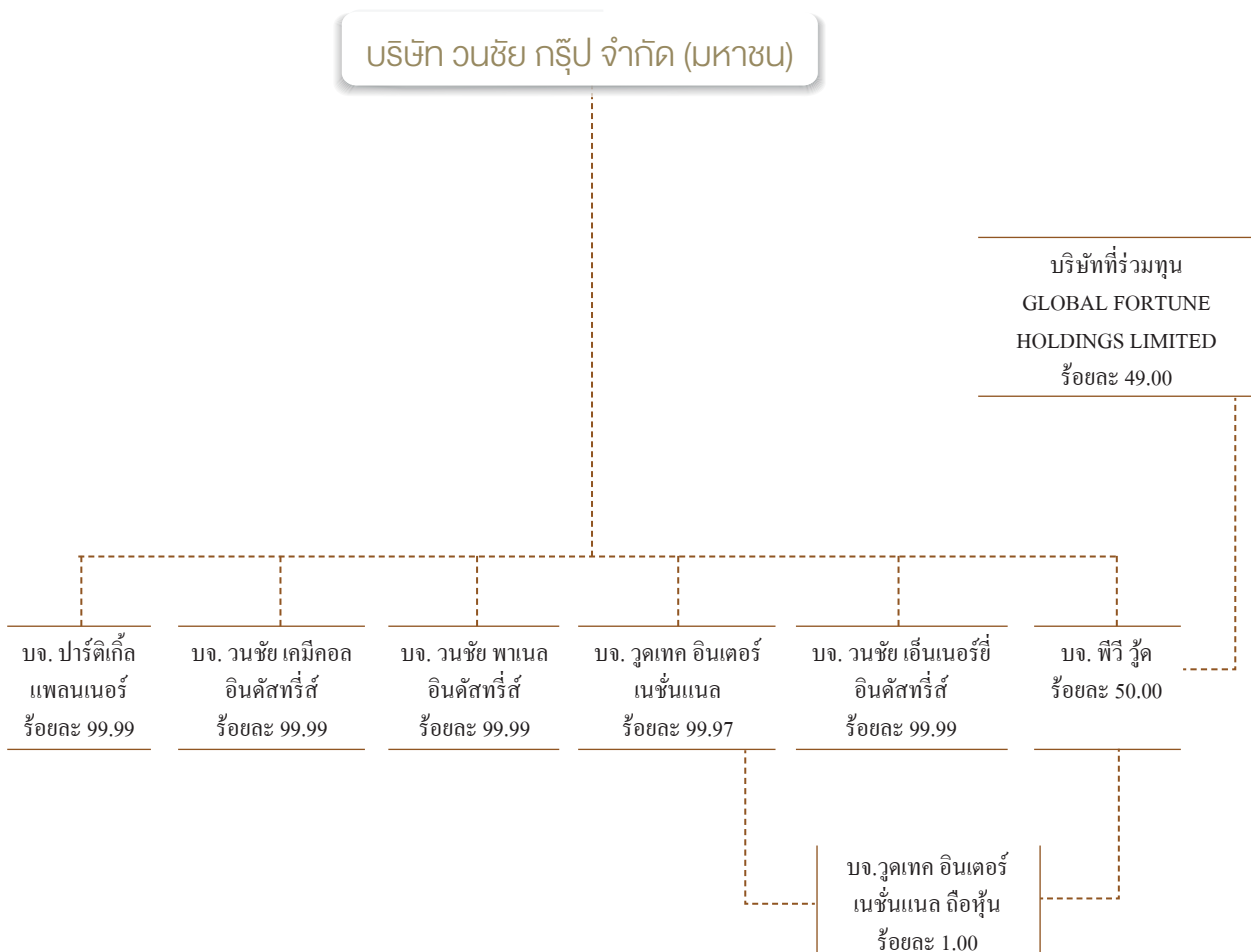 บริษัท วนชัย กรุ๊ป จำกัด (มหาชน)
บริษัทที่ร่วมทุน
GLOBAL FORTUNE
HOLDINGS LIMITED
ร้อยละ 49.00
บจ. ปาร์ติเกิ้ล
แพลนเนอร์
ร้อยละ 99.99
บจ. วนชัย เคมีคอล
อินดัสทรี่ส์
ร้อยละ 99.99
บจ. วนชัย พาเนล
อินดัสทรี่ส์
ร้อยละ 99.99
บจ. วูดเทค อินเตอร์
เนชั่นแนล
ร้อยละ 99.97
บจ. วนชัย เอ็นเนอร์ยี่
อินดัสทรี่ส์
ร้อยละ 99.99
บจ. พีวี วู้ด
ร้อยละ 50.00
บจ.วูดเทค อินเตอร์
เนชั่นแนล ถือหุ้น
ร้อยละ 1.00